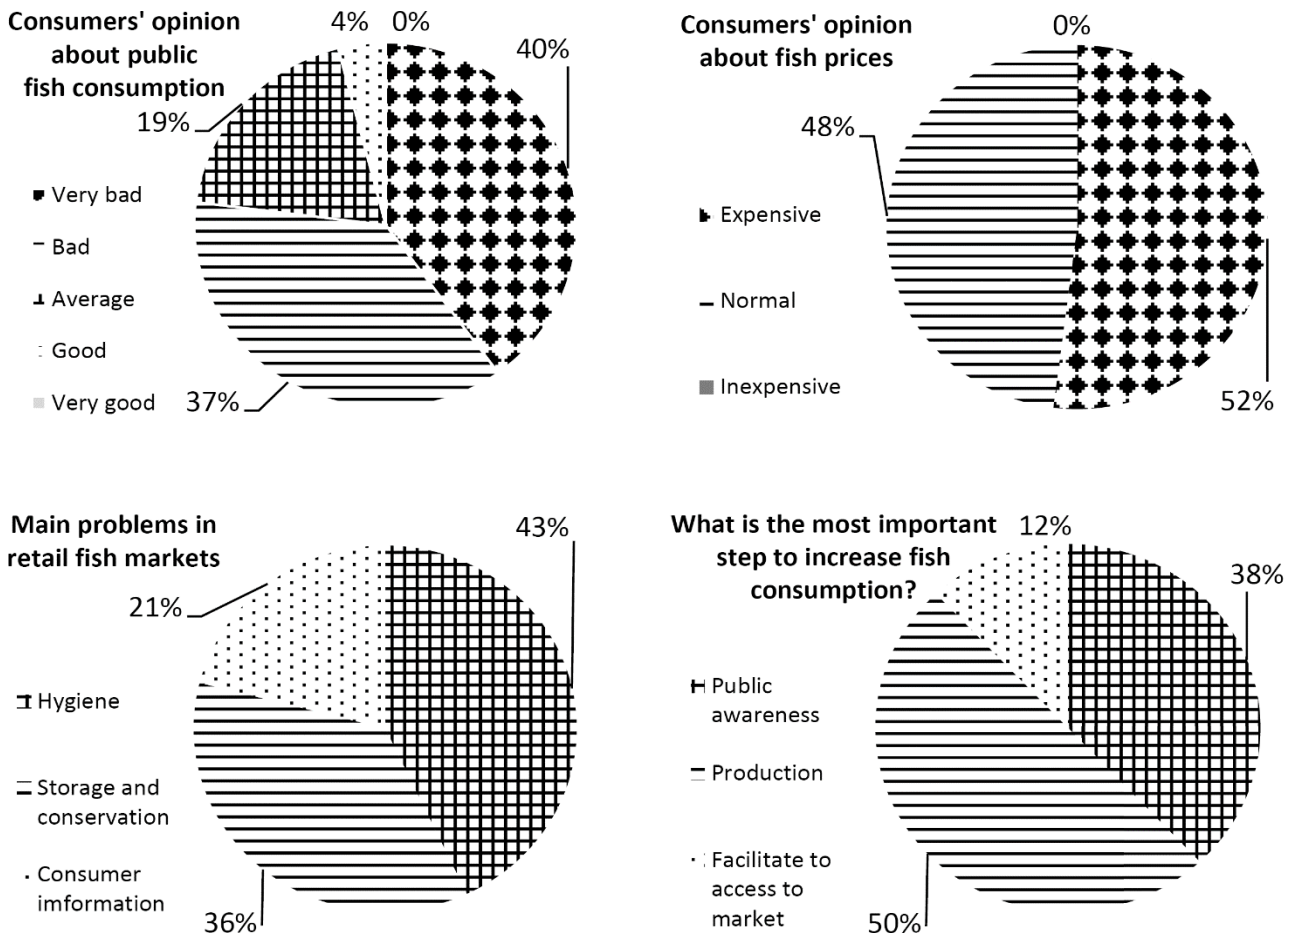 Consumers' opinion
about public
fish consumption
4%
0%
40%
19%
37%
Very bad
Bad
Average
Good
Very good
Consumers' opinion
about fish prices
0%
48%
52%
Expensive
Normal
Inexpensive
Main problems in
retail fish markets
43%
21%
36%
Hygiene
Storage and
conservation
Consumer
imformation
What is the most important
step to increase fish
consumption?
12%
38%
50%
Public
awareness
Production
Facilitate to
access to
market